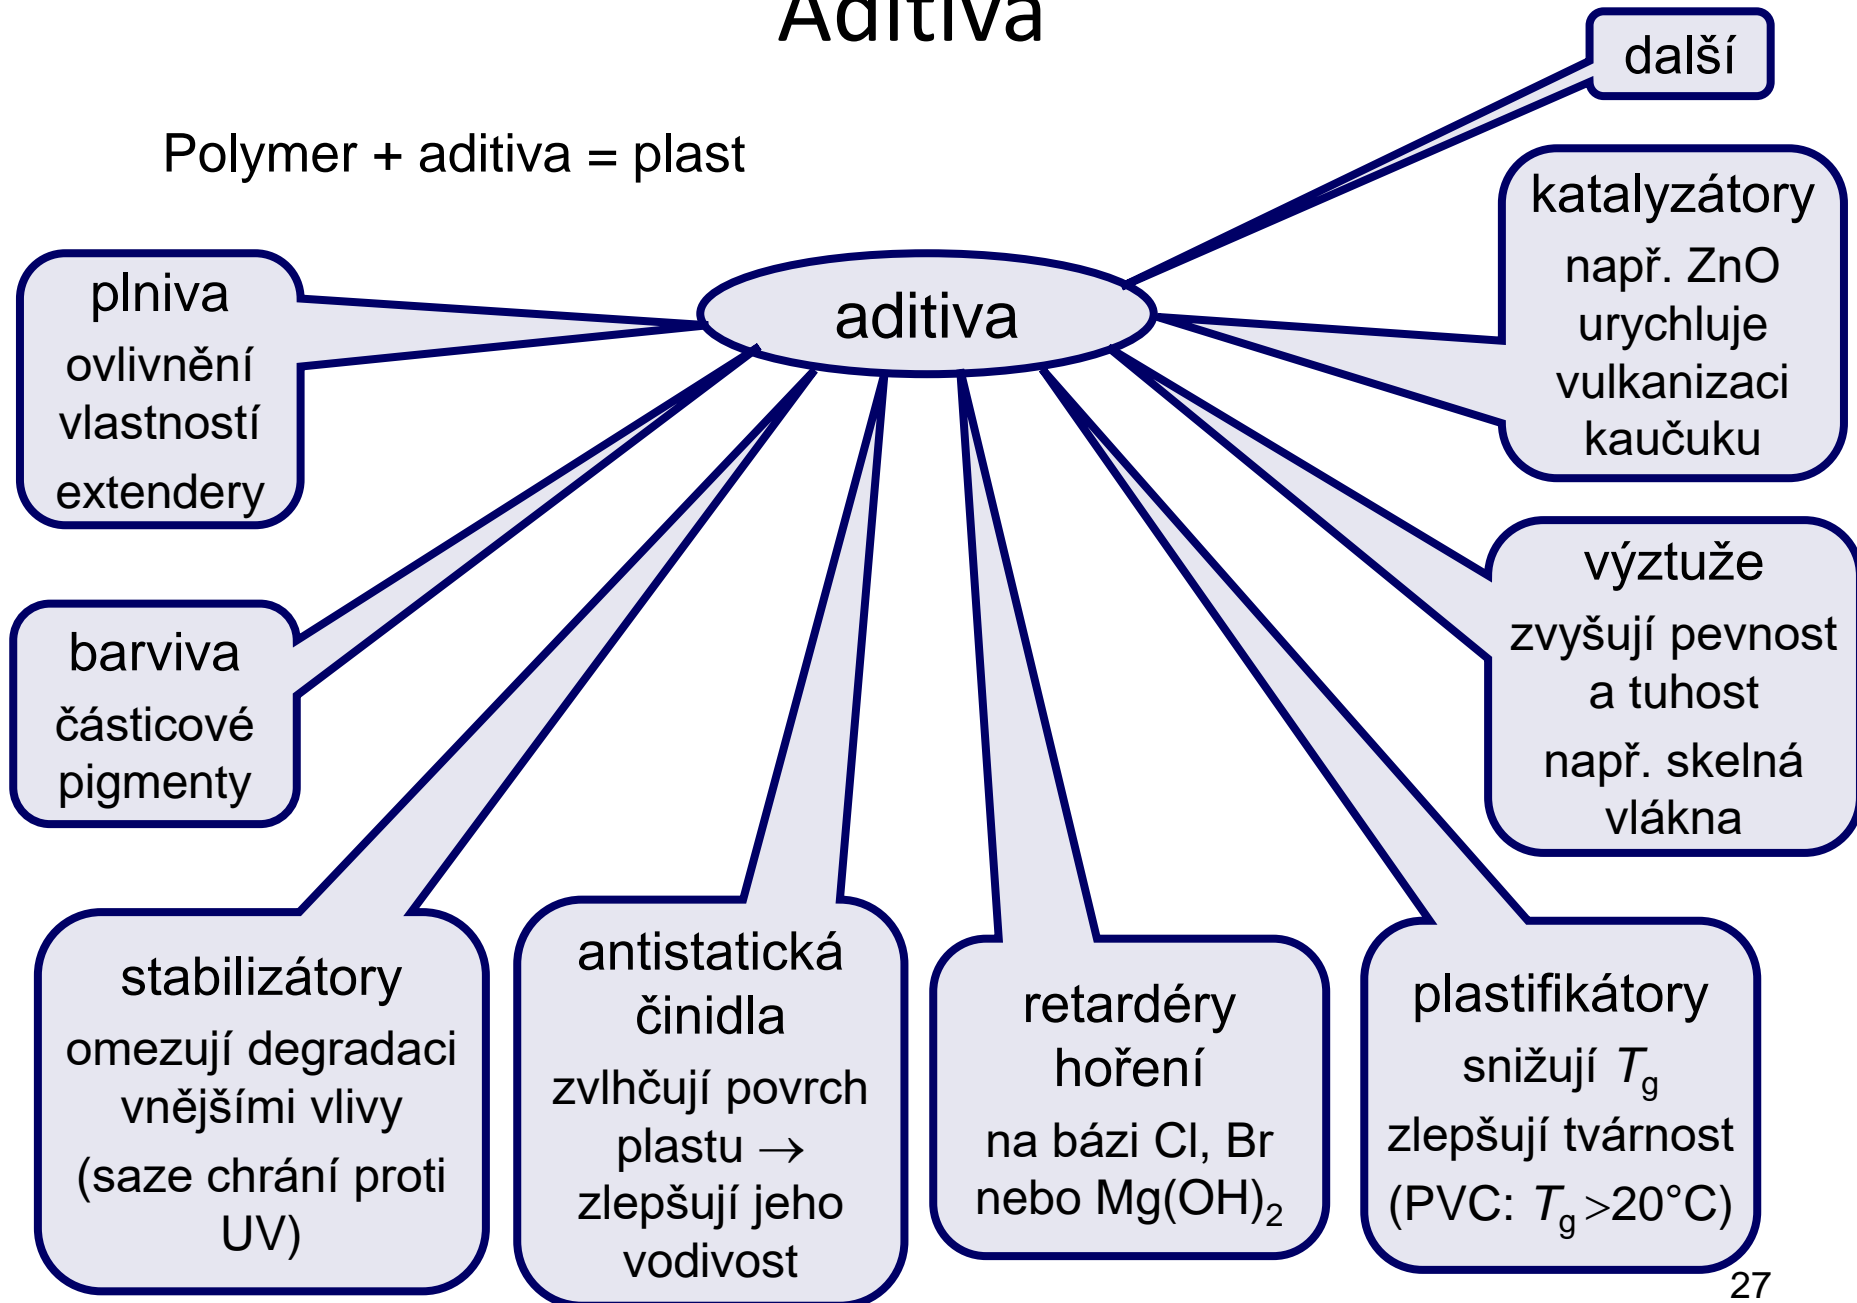 Aditiva
další
Polymer + aditiva = plast
katalyzátory
např. ZnO
urychluje
vulkanizaci
kaučuku
plniva
ovlivnění
vlastností
extendery
aditiva
výztuže
zvyšují pevnost
a tuhost
např. skelná
vlákna
barviva
částicové
pigmenty
stabilizátory
omezují degradaci
vnějšími vlivy
(saze chrání proti
UV)
antistatická
činidla
zvlhčují povrch
plastu →
zlepšují jeho
vodivost
retardéry
hoření
na bázi Cl, Br
nebo Mg(OH)₂
plastifikátory
snižují Tg
zlepšují tvárnost
(PVC: Tg >20°C)
27